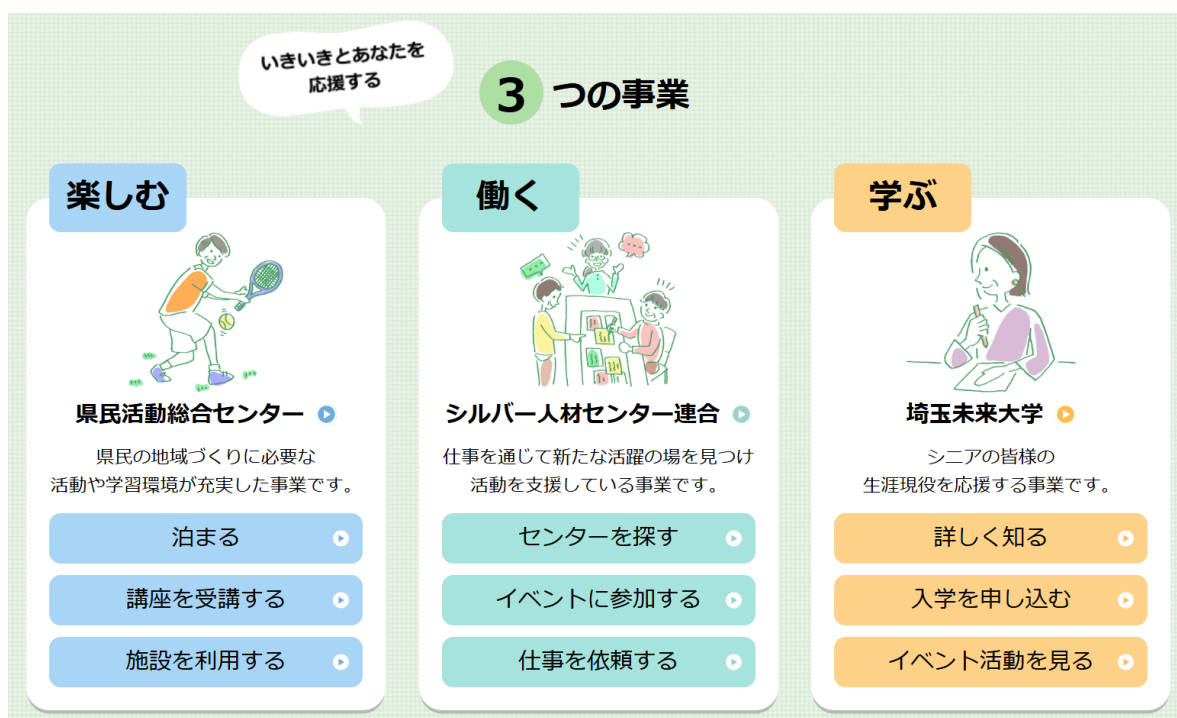 いきいきとあなたを
応援する
3つの事業
楽しむ
県民活動総合センター
県民の地域づくりに必要な
活動や学習環境が充実した事業です。
泊まる
講座を受講する
施設を利用する
働く
シルバー人材センター連合
仕事を通じて新たな活躍の場を見つけ
活動を支援している事業です。
センターを探す
イベントに参加する
仕事を依頼する
学ぶ
埼玉未来大学
シニアの皆様の
生涯現役を応援する事業です。
詳しく知る
入学を申し込む
イベント活動を見る